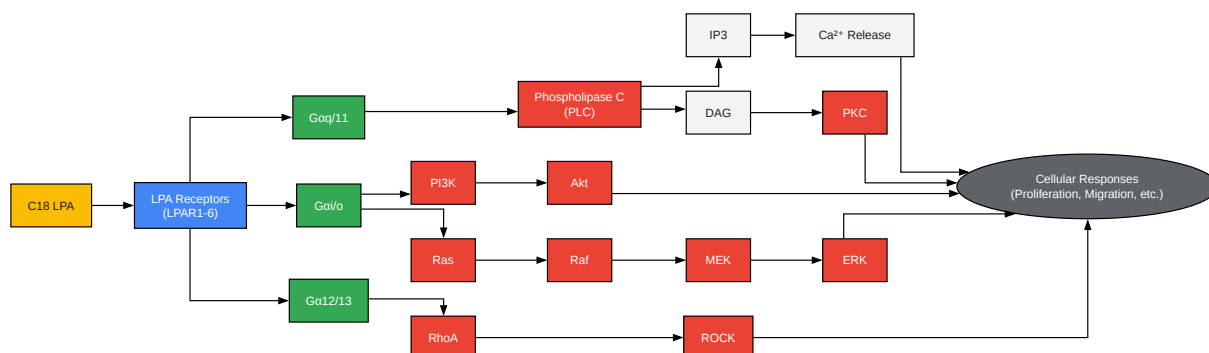 IP3
Ca²⁺ Release
Phospholipase C
(PLC)
DAG
PKC
Gαq/11
PI3K
Akt
C18 LPA
LPA Receptors
(LPAR1-6)
Gαi/o
Cellular Responses
(Proliferation, Migration, etc.)
Ras
Raf
MEK
ERK
Gα12/13
RhoA
ROCK